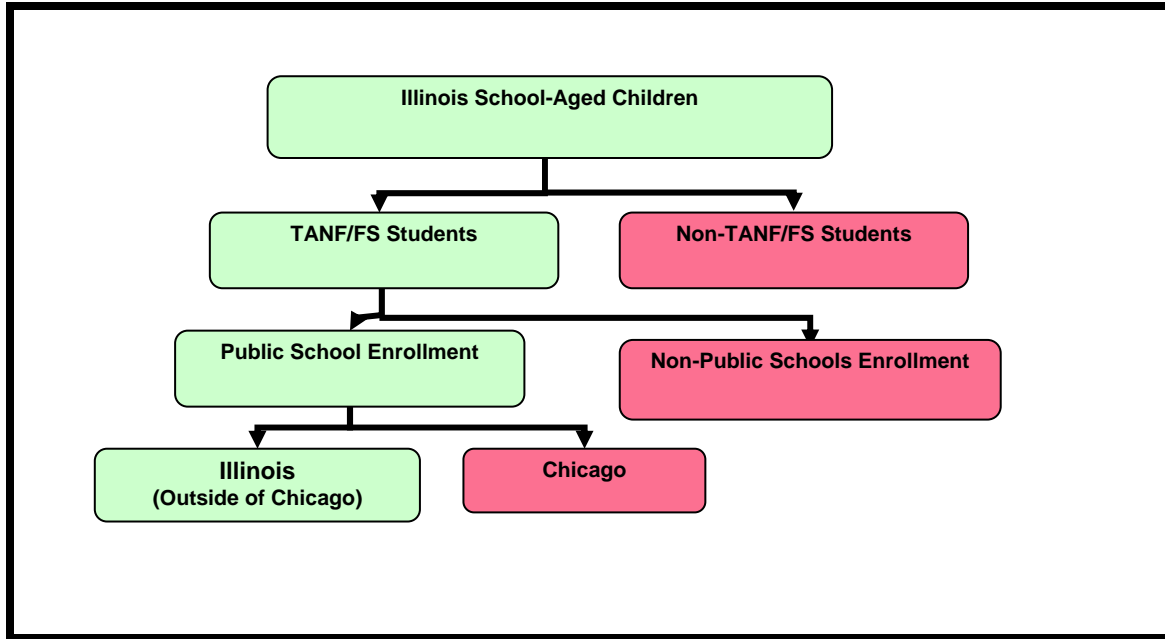 Illinois School-Aged Children
TANF/FS Students
Non-TANF/FS Students
Public School Enrollment
Non-Public Schools Enrollment
Illinois
(Outside of Chicago)
Chicago